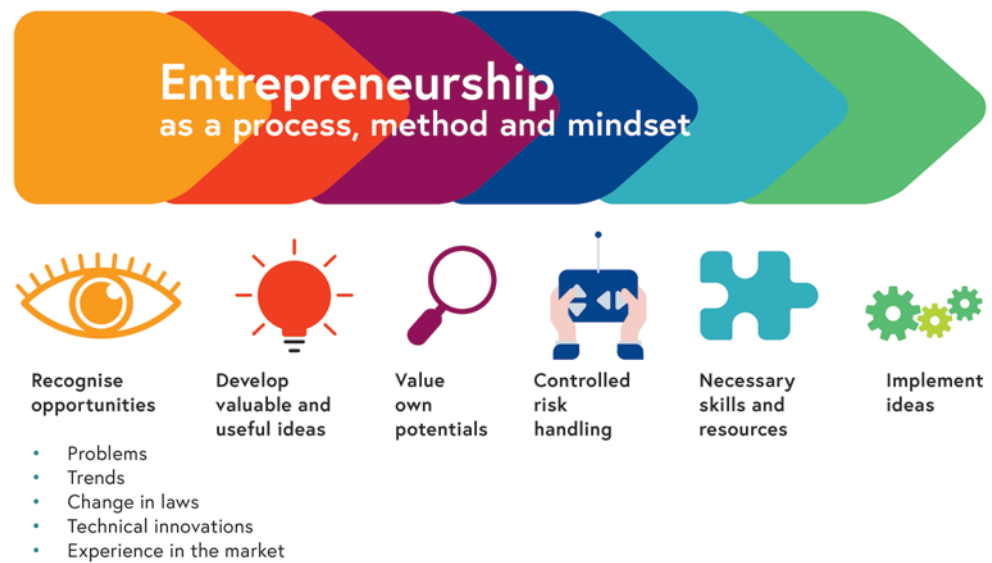 Entrepreneurship
as a process, method and mindset
Recognise
opportunities
Problems
Trends
Change in laws
Technical innovations
Experience in the market
Develop
valuable and
useful ideas
Value
own
potentials
Controlled
risk
handling
Necessary
skills and
resources
Implement
ideas